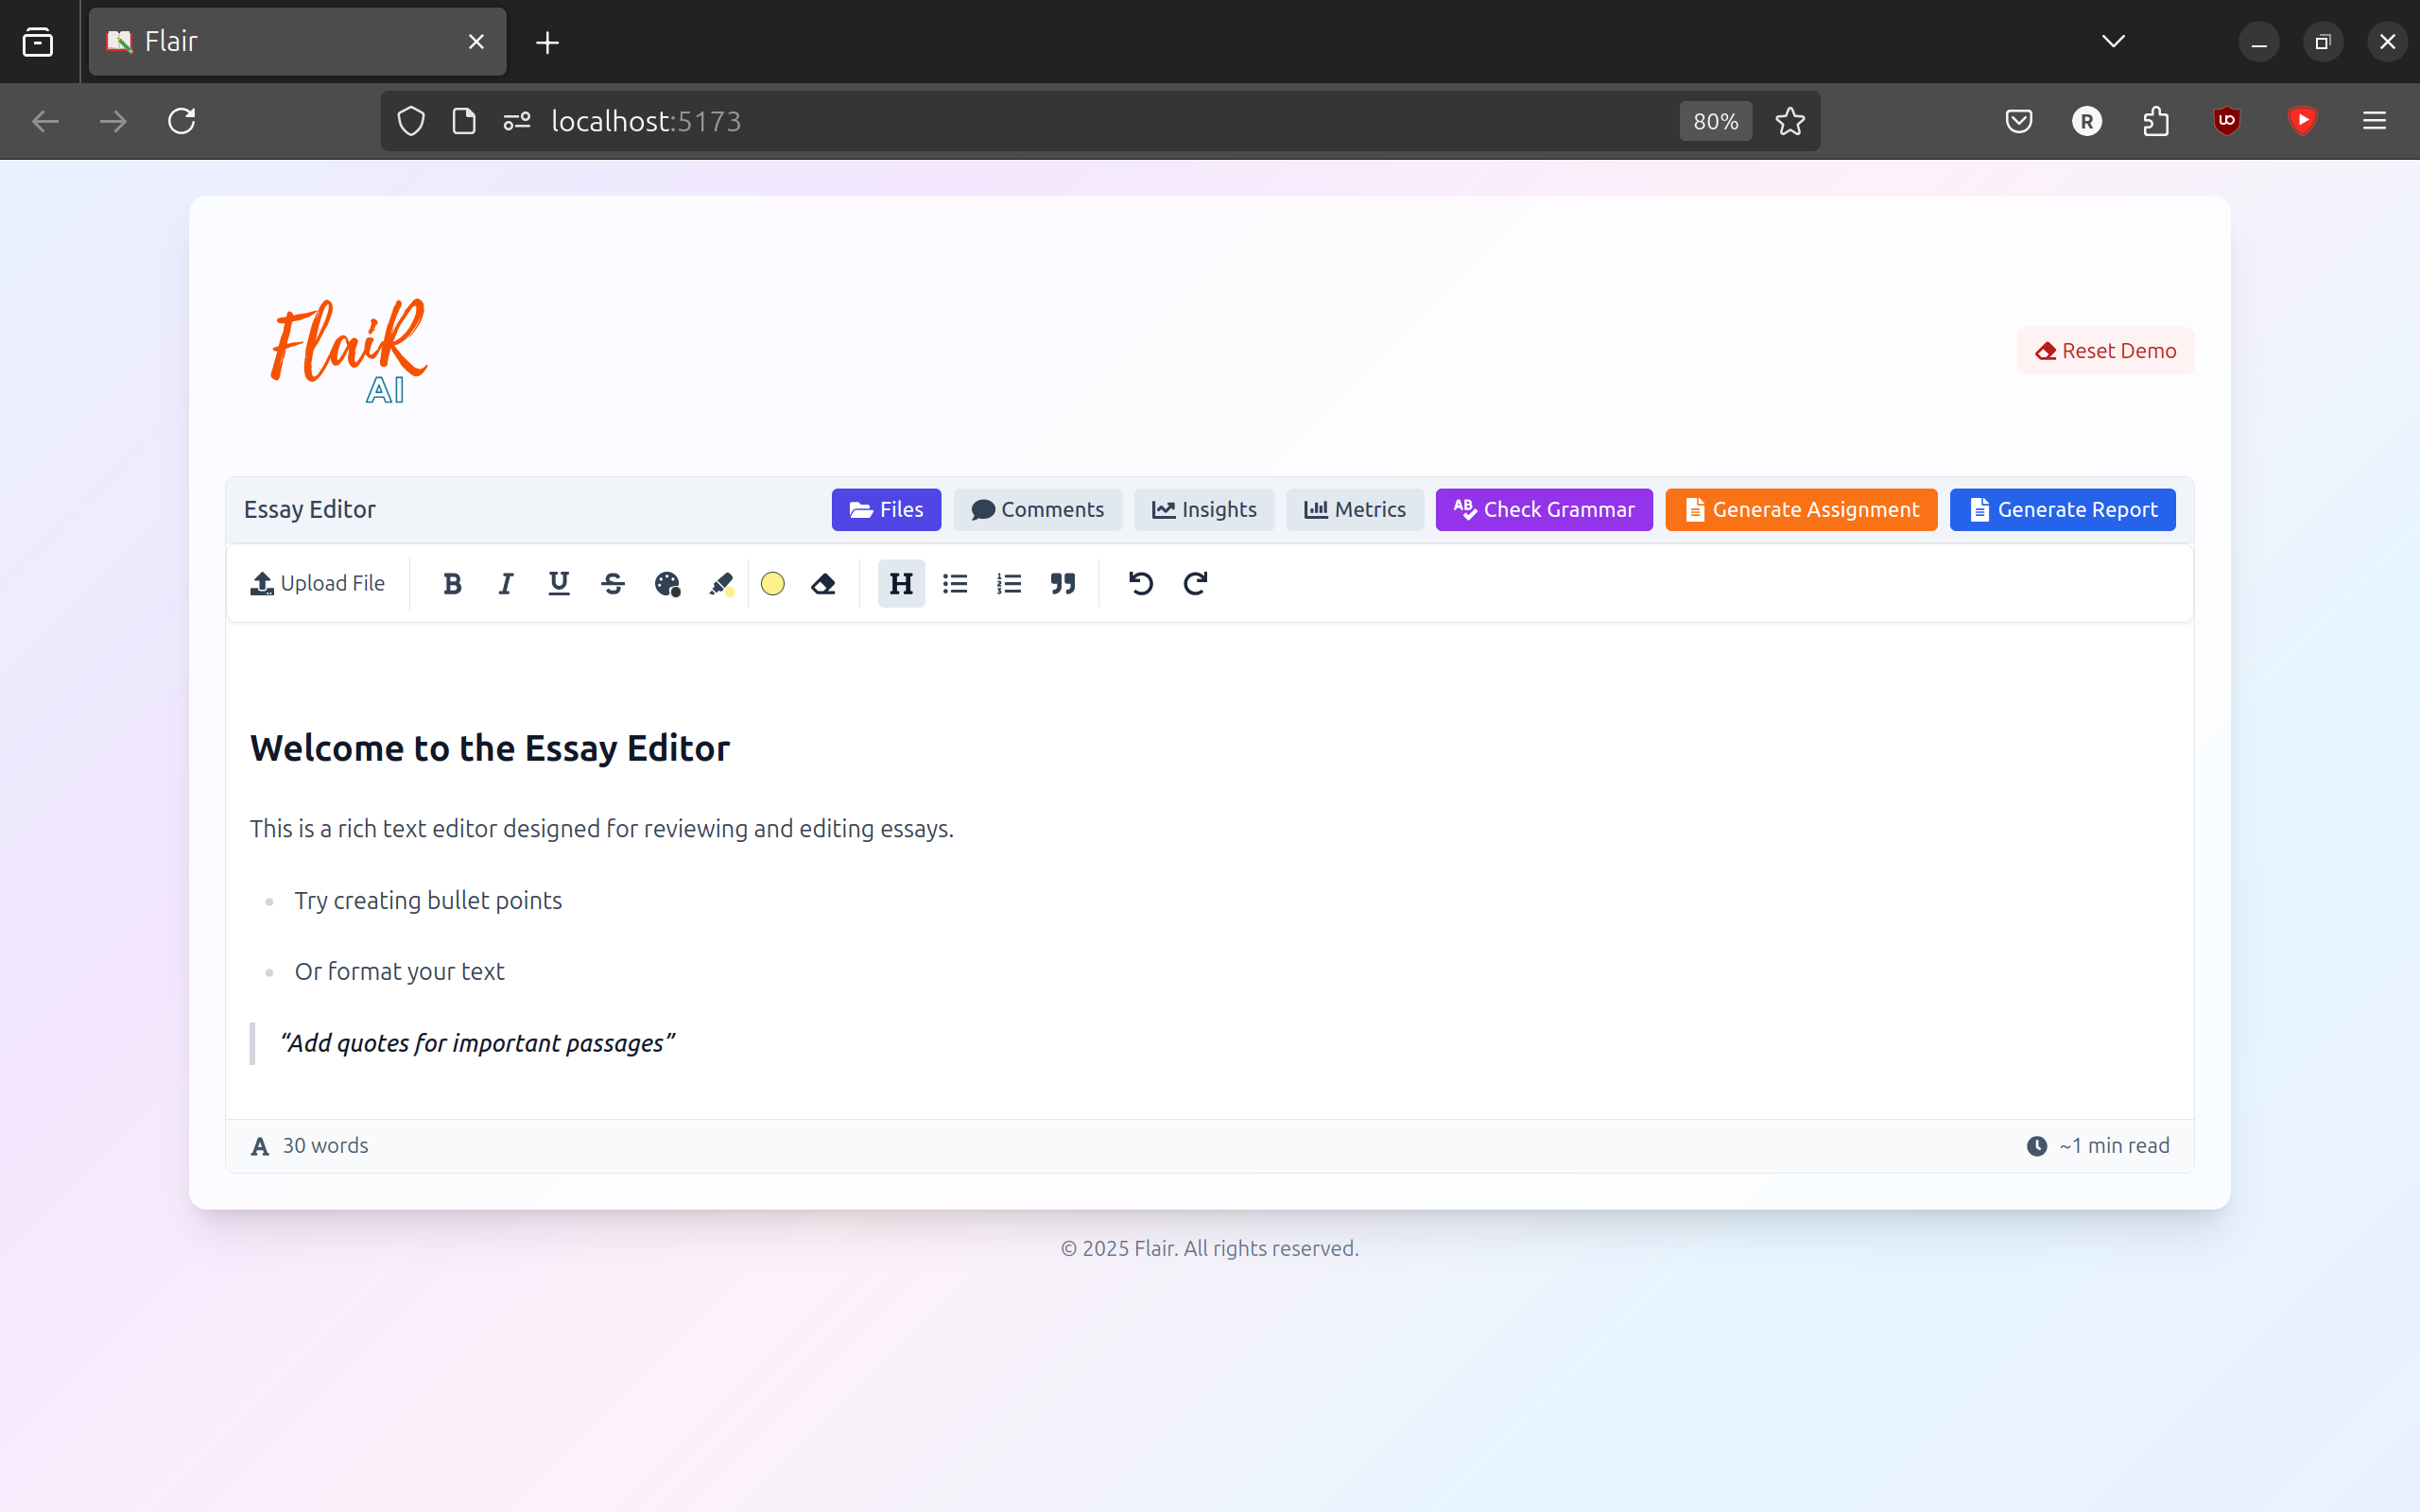 Flair
localhost:5173
80%
FlaiR
AI
Reset Demo
Essay Editor
Files
Comments
Insights
Metrics
Check Grammar
Generate Assignment
Generate Report
Upload File
Welcome to the Essay Editor
This is a rich text editor designed for reviewing and editing essays.
Try creating bullet points
Or format your text
“Add quotes for important passages”
30 words
~1 min read
© 2025 Flair. All rights reserved.